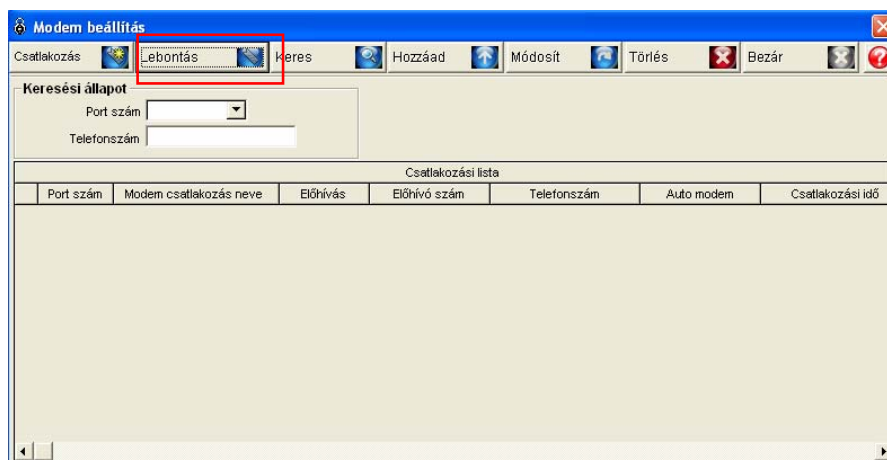 Modem beállítás
Csatlakozás Lebontás Keres Hozzáad Módosít Törlés Bezár
Keresési állapot
Port szám
Telefonszám
Csatlakozási lista
Port szám Modem csatlakozás neve Előhívás Előhívó szám Telefonszám Auto modem Csatlakozási idő